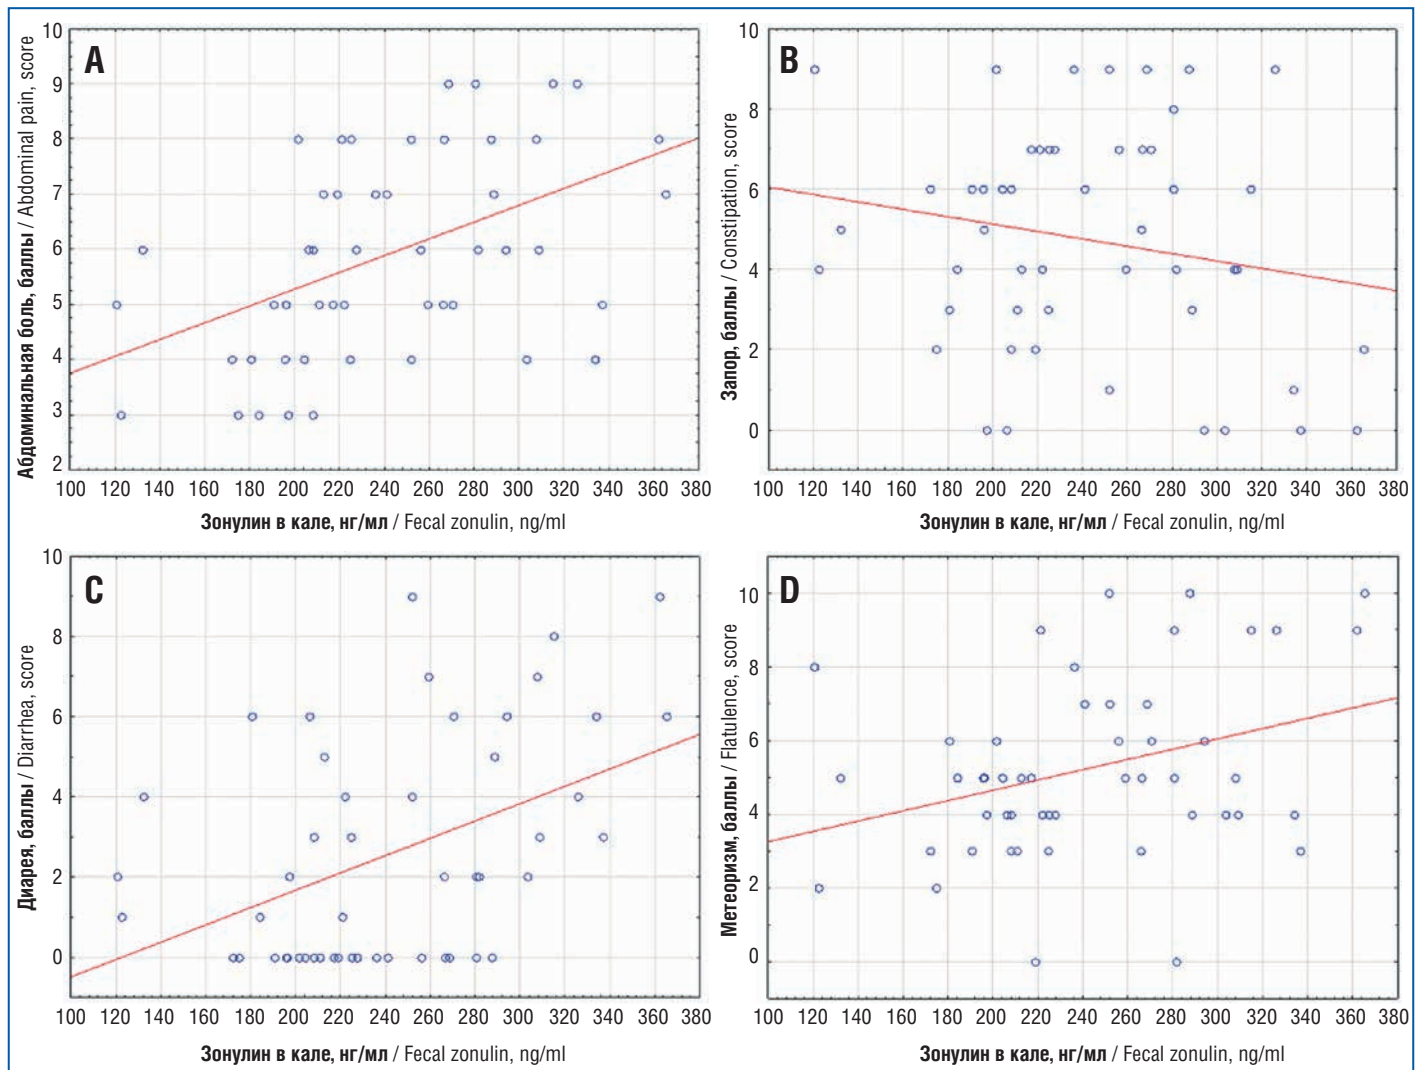 A
Абдоминальная боль, баллы / Abdominal pain, score
10
9
8
7
6
5
4
3
2
100 120 140 160 180 200 220 240 260 280 300 320 340 360 380
Зонулин в кале, нг/мл / Fecal zonulin, ng/ml
B
Запор, баллы / Constipation, score
10
8
6
4
2
0
100 120 140 160 180 200 220 240 260 280 300 320 340 360 380
Зонулин в кале, нг/мл / Fecal zonulin, ng/ml
C
Диарея, баллы / Diarrhea, score
10
8
6
4
2
0
100 120 140 160 180 200 220 240 260 280 300 320 340 360 380
Зонулин в кале, нг/мл / Fecal zonulin, ng/ml
D
Метеоризм, баллы / Flatulence, score
10
8
6
4
2
0
100 120 140 160 180 200 220 240 260 280 300 320 340 360 380
Зонулин в кале, нг/мл / Fecal zonulin, ng/ml